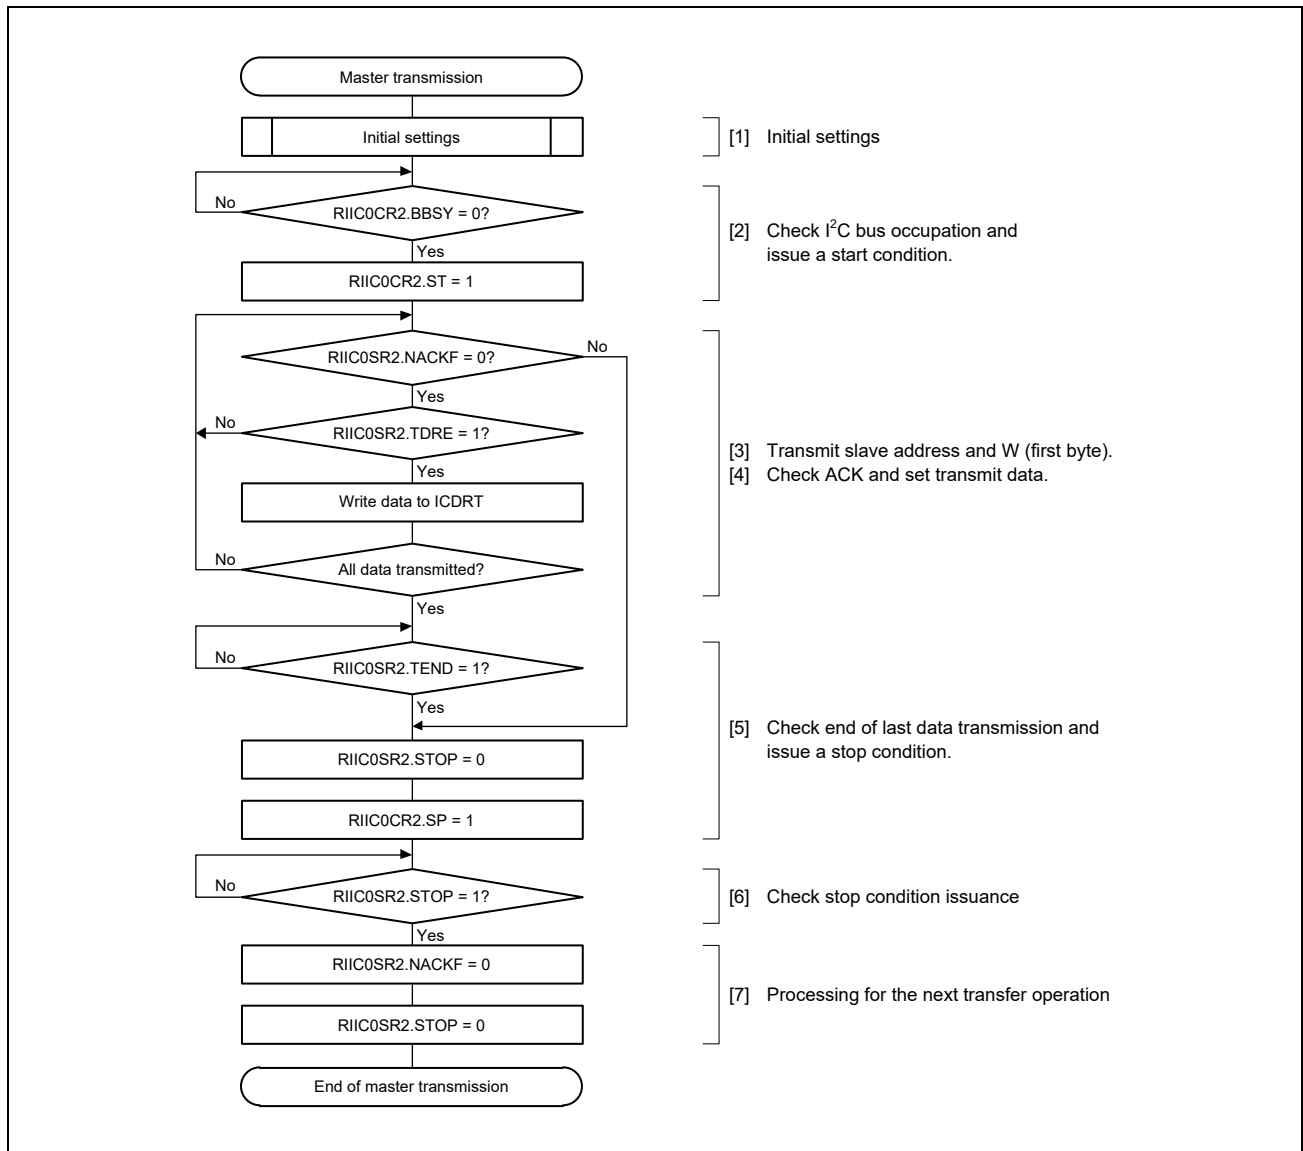 Master transmission
Initial settings
[1] Initial settings
No
RIIC0CR2.BBSY = 0?
Yes
[2] Check I²C bus occupation and
issue a start condition.
RIIC0CR2.ST = 1
RIIC0SR2.NACKF = 0?
No
Yes
No
RIIC0SR2.TDRE = 1?
Yes
[3] Transmit slave address and W (first byte).
[4] Check ACK and set transmit data.
Write data to ICDRT
No
All data transmitted?
Yes
No
RIIC0SR2.TEND = 1?
Yes
[5] Check end of last data transmission and
issue a stop condition.
RIIC0SR2.STOP = 0
RIIC0CR2.SP = 1
No
RIIC0SR2.STOP = 1?
Yes
[6] Check stop condition issuance
RIIC0SR2.NACKF = 0
[7] Processing for the next transfer operation
RIIC0SR2.STOP = 0
End of master transmission